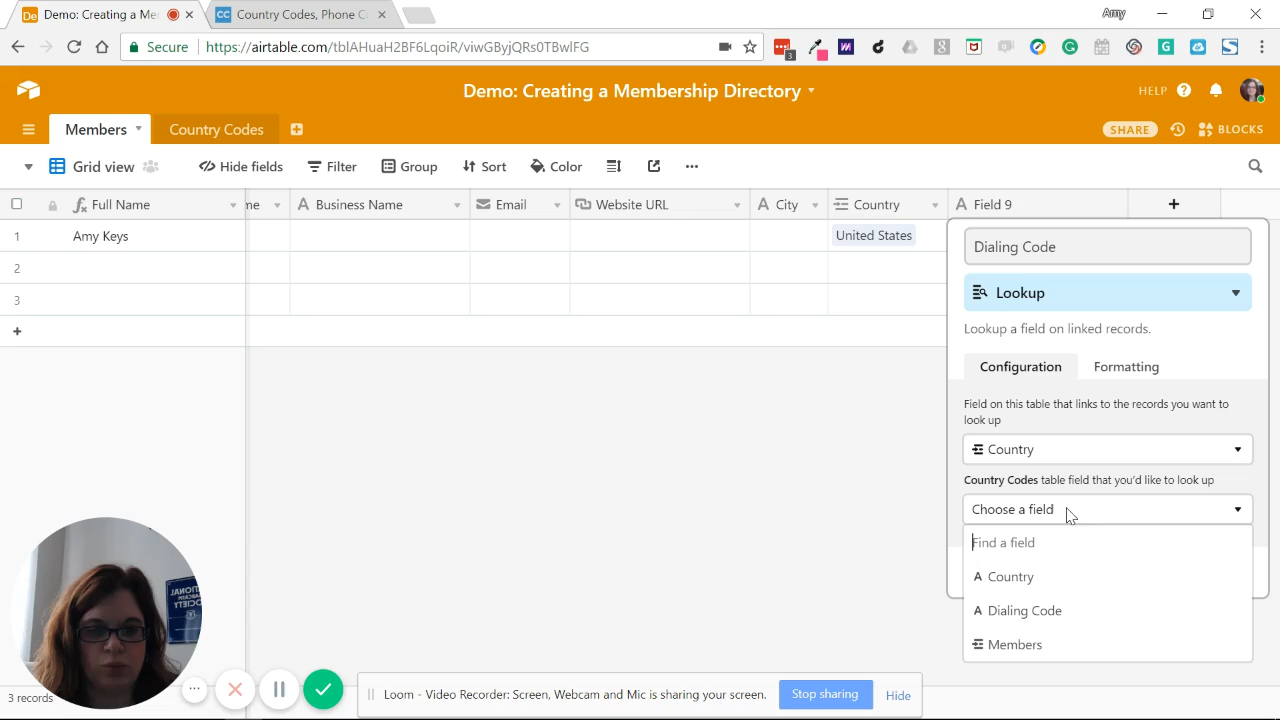 De Demo: Creating a Me
CC Country Codes, Phone C
Amy
Secure https://airtable.com/tblAHuaH2BF6LqoiR/viwGByjQRs0TBwlFG
3
Demo: Creating a Membership Directory
HELP
Members Country Codes
SHARE BLOCKS
Grid view Hide fields Filter Group Sort Color
Full Name me Business Name Email Website URL City Country Field 9
1 Amy Keys United States
2
3
Dialing Code
Lookup
Lookup a field on linked records.
Configuration Formatting
Field on this table that links to the records you want to
look up
Country
Country Codes table field that you'd like to look up
Choose a field
Find a field
Country
Dialing Code
Members
SOCIETY
3 records
Loom - Video Recorder: Screen, Webcam and Mic is sharing your screen. Stop sharing Hide